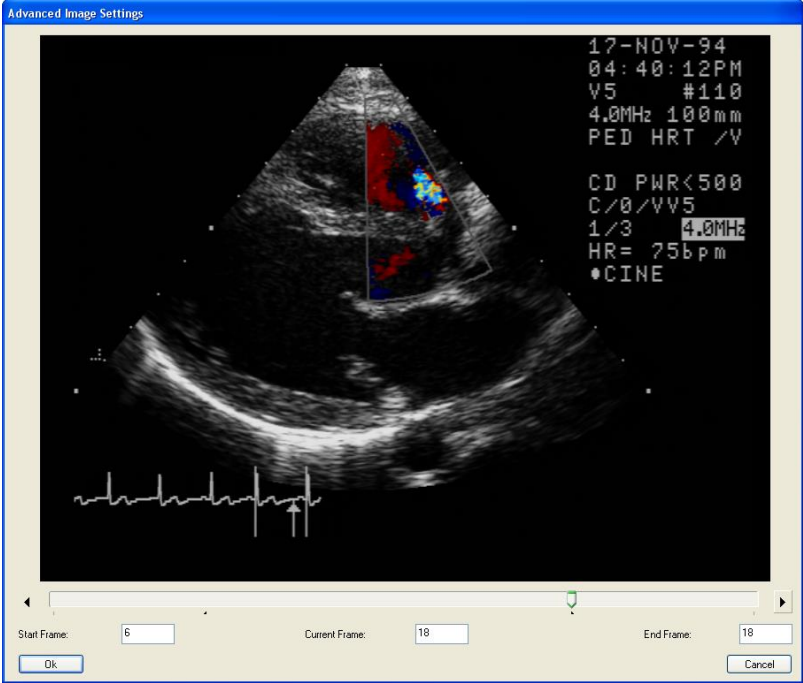 Advanced Image Settings
17-NOV-94
04:40:12PM
V5 #110
4.0MHz 100mm
PED HRT /V
CD PWR<500
C/0/VV5
1/3 4.0MHz
HR= 75bpm
•CINE
Start Frame: 6 Current Frame: 18 End Frame: 18
Ok Cancel